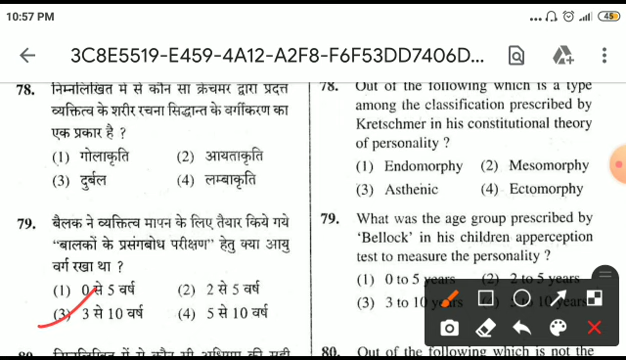 10:57 PM
45
3C8E5519-E459-4A12-A2F8-F6F53DD7406D...
78. निम्नलिखित में से कौन सा क्रेचमर द्वारा प्रदत्त
व्यक्तित्व के शरीर रचना सिद्धान्त के वर्गीकरण का
एक प्रकार है ?
(1) गोलाकृति (2) आयताकृति
(3) दुर्बल (4) लम्बाकृति
79. बैलक ने व्यक्तित्व मापन के लिए तैयार किये गये
“बालकों के प्रसंगबोध परीक्षण” हेतु क्या आयु
वर्ग रखा था ?
(1) 0 से 5 वर्ष (2) 2 से 5 वर्ष
(3) 3 से 10 वर्ष (4) 5 से 10 वर्ष
78. Out of the following which is a type
among the classification prescribed by
Kretschmer in his constitutional theory
of personality ?
(1) Endomorphy (2) Mesomorphy
(3) Asthenic (4) Ectomorphy
79. What was the age group prescribed by
‘Bellock’ in his children apperception
test to measure the personality ?
(1) 0 to 5 years (2) 2 to 5 years
(3) 3 to 10 years 10 years
80. Out of the following which is not the